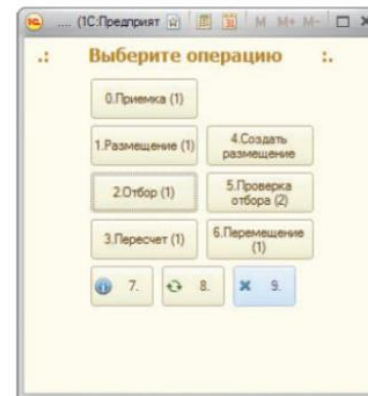 .... (1С:Предприят M M+ M-
.: Выберите операцию :.
0.Приемка (1)
1.Размещение (1)
4.Создать
размещение
2.Отбор (1)
5.Проверка
отбора (2)
3.Пересчет (1)
6.Перемещение
(1)
7.
8.
9.